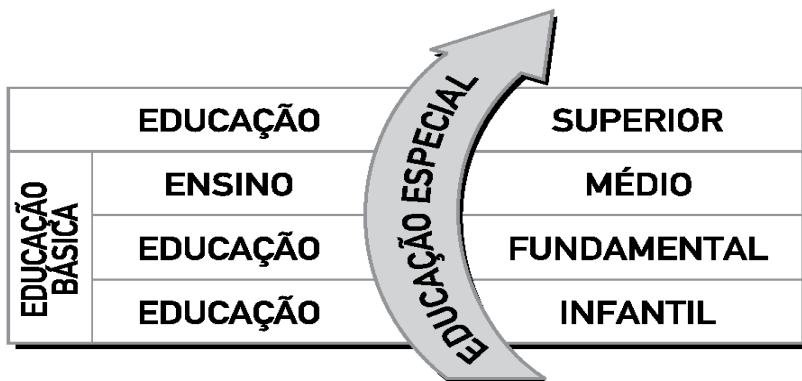 EDUCAÇÃO SUPERIOR
ENSINO MÉDIO
EDUCAÇÃO FUNDAMENTAL
EDUCAÇÃO INFANTIL
EDUCAÇÃO
BÁSICA
EDUCAÇÃO ESPECIAL